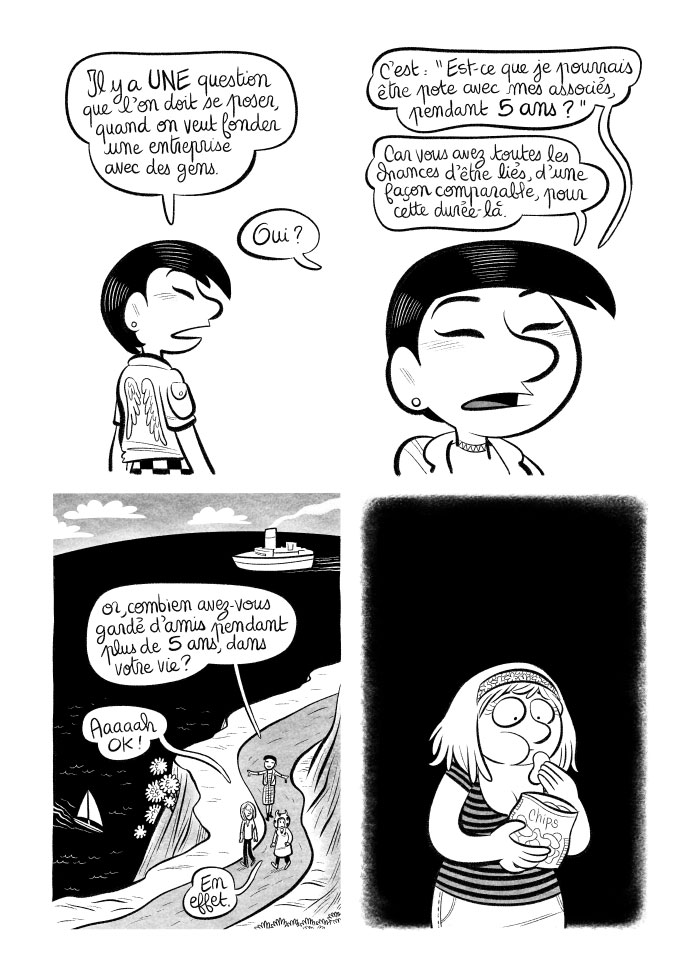 Il y a UNE question
que l'on doit se poser,
quand on veut fonder
une entreprise
avec des gens.
Oui ?
C'est : "Est-ce que je pourrais
être pote avec mes associés,
pendant 5 ans ? "
Car vous avez toutes les
chances d'être liés, d'une
façon comparable, pour
cette durée-là.
or, combien avez-vous
gardé d'amis pendant
plus de 5 ans, dans
votre vie ?
Aaaaah
OK !
En
effet.
Chips